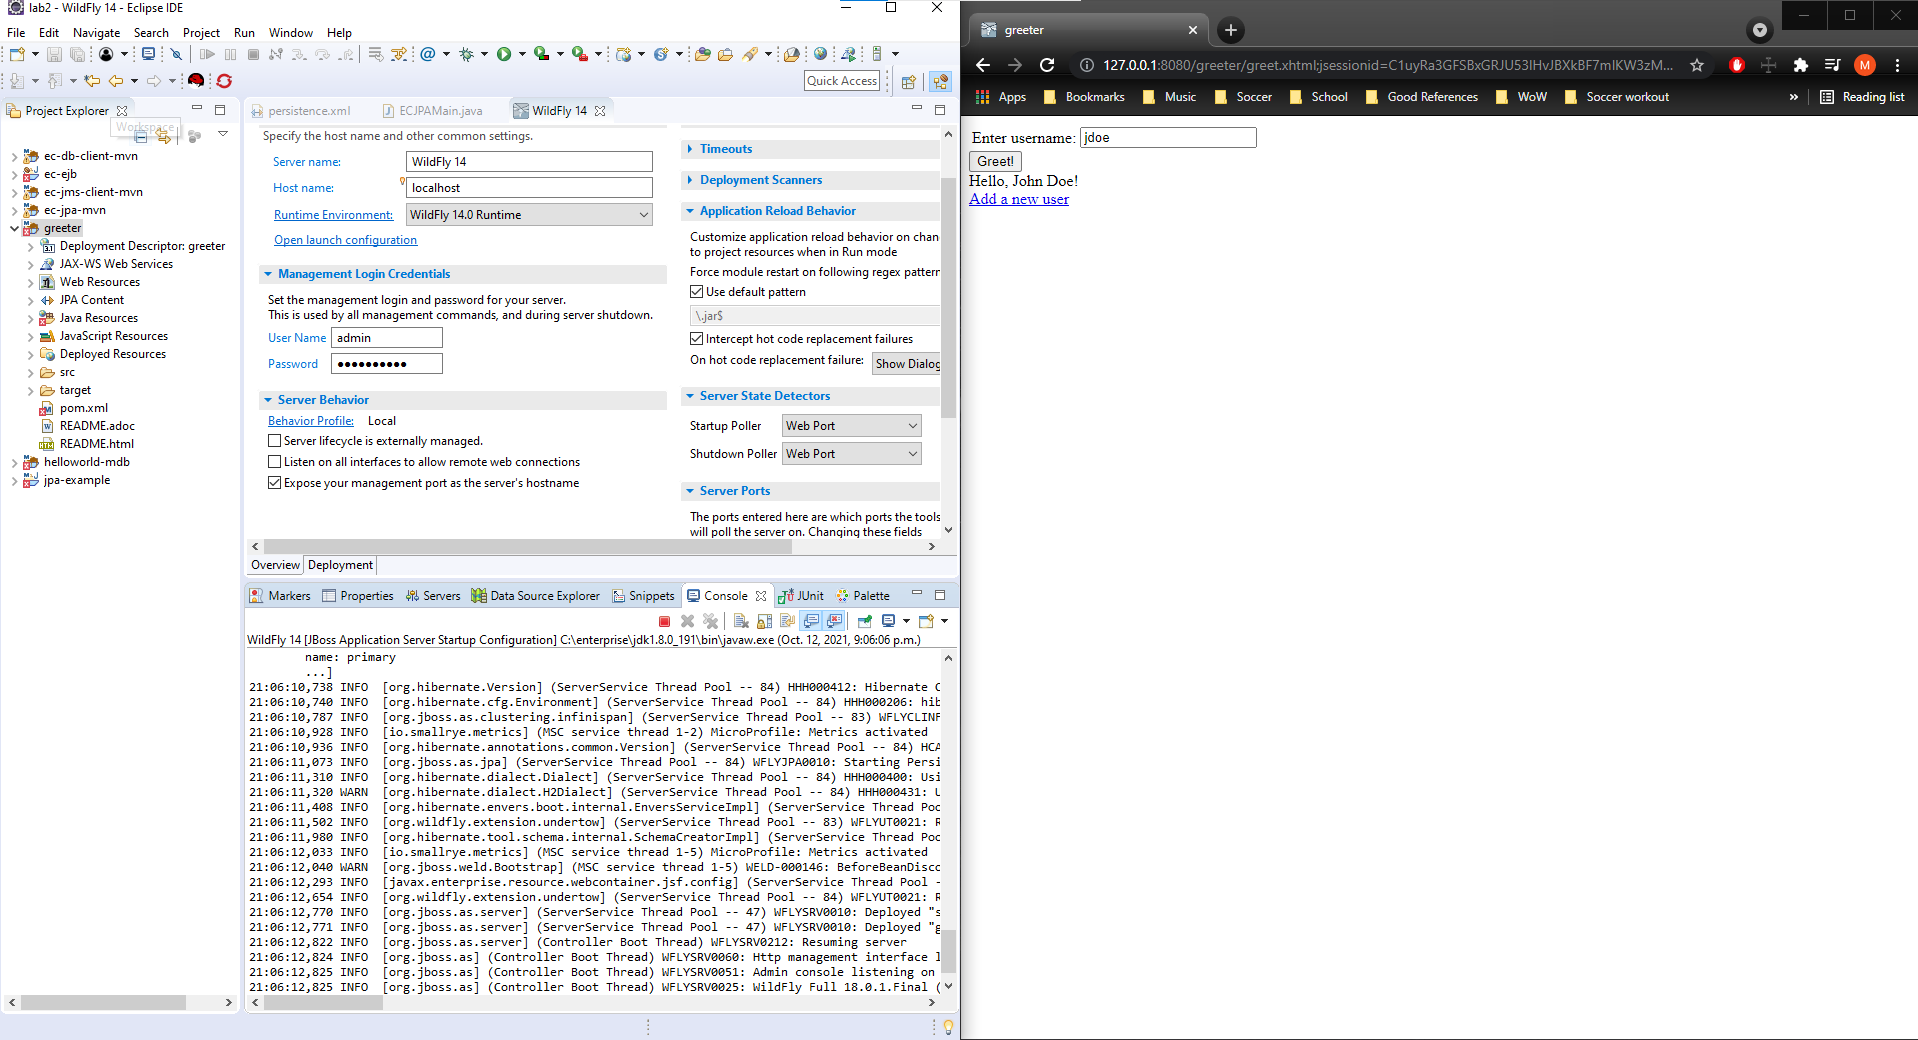 lab2 - WildFly 14 - Eclipse IDE
File Edit Navigate Search Project Run Window Help
Quick Access
Project Explorer
Workspace
ec-db-client-mvn
ec-ejb
ec-jms-client-mvn
ec-jpa-mvn
greeter
Deployment Descriptor: greeter
JAX-WS Web Services
Web Resources
JPA Content
Java Resources
JavaScript Resources
Deployed Resources
src
target
pom.xml
README.adoc
README.html
helloworld-mdb
jpa-example
persistence.xml ECJPAMain.java WildFly 14
Specify the host name and other common settings.
Server name: WildFly 14
Host name: localhost
Runtime Environment: WildFly 14.0 Runtime
Open launch configuration
Management Login Credentials
Set the management login and password for your server.
This is used by all management commands, and during server shutdown.
User Name admin
Password ●●●●●●●●●●
Server Behavior
Behavior Profile: Local
Server lifecycle is externally managed.
Listen on all interfaces to allow remote web connections
Expose your management port as the server's hostname
Timeouts
Deployment Scanners
Application Reload Behavior
Customize application reload behavior on chan
to project resources when in Run mode
Force module restart on following regex pattern
Use default pattern
\.jar$
Intercept hot code replacement failures
On hot code replacement failure: Show Dialog
Server State Detectors
Startup Poller Web Port
Shutdown Poller Web Port
Server Ports
The ports entered here are which ports the tools
will poll the server on. Changing these fields
Overview Deployment
Markers Properties Servers Data Source Explorer Snippets Console JUnit Palette
WildFly 14 [JBoss Application Server Startup Configuration] C:\enterprise\jdk1.8.0_191\bin\javaw.exe (Oct. 12, 2021, 9:06:06 p.m.)
name: primary
...]
21:06:10,738 INFO [org.hibernate.Version] (ServerService Thread Pool -- 84) HHH000412: Hibernate C
21:06:10,740 INFO [org.hibernate.cfg.Environment] (ServerService Thread Pool -- 84) HHH000206: hib
21:06:10,787 INFO [org.jboss.as.clustering.infinispan] (ServerService Thread Pool -- 83) WFLYCLINF
21:06:10,928 INFO [io.smallrye.metrics] (MSC service thread 1-2) MicroProfile: Metrics activated
21:06:10,936 INFO [org.hibernate.annotations.common.Version] (ServerService Thread Pool -- 84) HCA
21:06:11,073 INFO [org.jboss.as.jpa] (ServerService Thread Pool -- 84) WFLYJPA0010: Starting Persi
21:06:11,310 INFO [org.hibernate.dialect.Dialect] (ServerService Thread Pool -- 84) HHH000400: Usi
21:06:11,320 WARN [org.hibernate.dialect.H2Dialect] (ServerService Thread Pool -- 84) HHH000431: U
21:06:11,408 INFO [org.hibernate.envers.boot.internal.EnversServiceImpl] (ServerService Thread Poo
21:06:11,502 INFO [org.wildfly.extension.undertow] (ServerService Thread Pool -- 83) WFLYUT0021: R
21:06:11,980 INFO [org.hibernate.tool.schema.internal.SchemaCreatorImpl] (ServerService Thread Poo
21:06:12,033 INFO [io.smallrye.metrics] (MSC service thread 1-5) MicroProfile: Metrics activated
21:06:12,040 WARN [org.jboss.weld.Bootstrap] (MSC service thread 1-5) WELD-000146: BeforeBeanDisco
21:06:12,293 INFO [javax.enterprise.resource.webcontainer.jsf.config] (ServerService Thread Pool -
21:06:12,654 INFO [org.wildfly.extension.undertow] (ServerService Thread Pool -- 84) WFLYUT0021: R
21:06:12,770 INFO [org.jboss.as.server] (ServerService Thread Pool -- 47) WFLYSRV0010: Deployed "s
21:06:12,771 INFO [org.jboss.as.server] (ServerService Thread Pool -- 47) WFLYSRV0010: Deployed "g
21:06:12,822 INFO [org.jboss.as.server] (Controller Boot Thread) WFLYSRV0212: Resuming server
21:06:12,824 INFO [org.jboss.as] (Controller Boot Thread) WFLYSRV0060: Http management interface l
21:06:12,825 INFO [org.jboss.as] (Controller Boot Thread) WFLYSRV0051: Admin console listening on
21:06:12,825 INFO [org.jboss.as] (Controller Boot Thread) WFLYSRV0025: WildFly Full 18.0.1.Final (
greeter
127.0.0.1:8080/greeter/greet.xhtml;jsessionid=C1uyRa3GFSBxGRJU53IHvJBXkBF7mIKW3zM...
M
Apps Bookmarks Music Soccer School Good References WoW Soccer workout » Reading list
Enter username: jdoe
Greet!
Hello, John Doe!
Add a new user